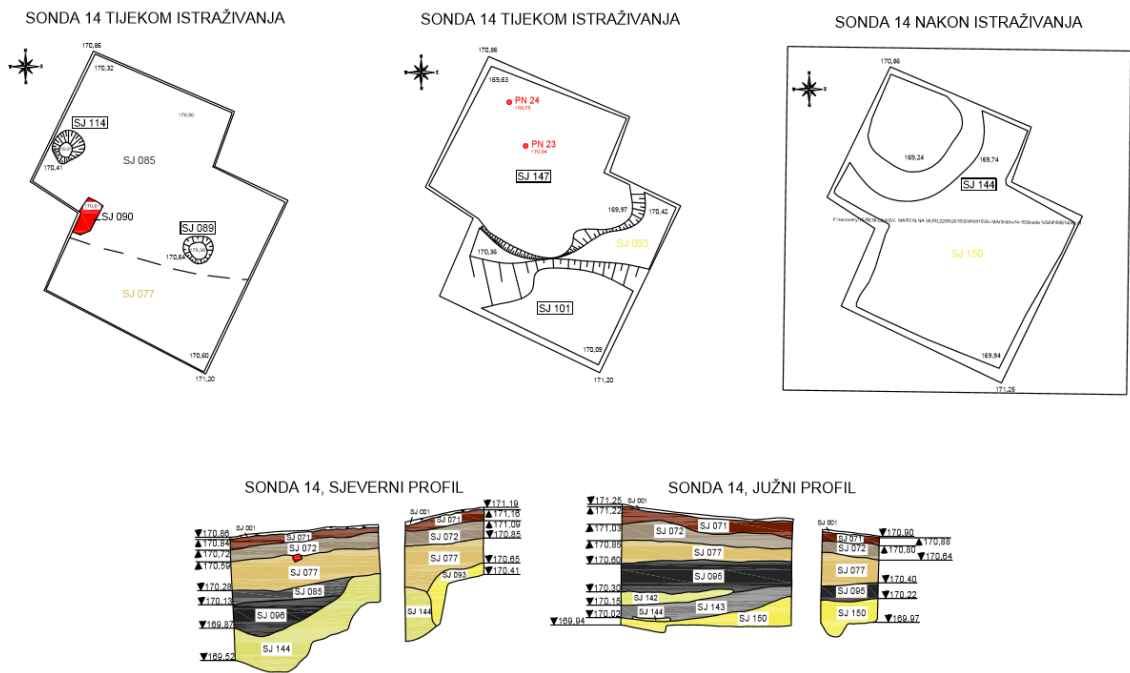 SONDA 14 TIJEKOM ISTRAŽIVANJA
170,86
170,32
SJ 114
170,41
SJ 085
SJ 090
SJ 089
170,64
SJ 077
170,60
171,20
SONDA 14 TIJEKOM ISTRAŽIVANJA
170,86
169,63
PN 24
PN 23
SJ 147
169,97
170,42
SJ 093
170,36
SJ 101
170,09
171,20
SONDA 14 NAKON ISTRAŽIVANJA
170,86
169,24
169,74
SJ 144
SJ 150
169,94
171,25
SONDA 14, SJEVERNI PROFIL
170,86
170,84
170,72
170,59
170,28
170,13
169,87
169,52
SJ 001
SJ 071
SJ 072
SJ 077
SJ 085
SJ 096
SJ 144
SJ 001
SJ 071
SJ 072
SJ 077
SJ 093
SJ 144
171,19
171,16
171,09
170,85
170,65
170,41
SONDA 14, JUŽNI PROFIL
171,25
171,22
171,03
170,85
170,60
170,30
170,15
170,02
169,94
SJ 001
SJ 071
SJ 072
SJ 077
SJ 095
SJ 142
SJ 143
SJ 144
SJ 150
SJ 001
SJ 071
SJ 072
SJ 077
SJ 095
SJ 150
170,90
170,88
170,80
170,64
170,40
170,22
169,97